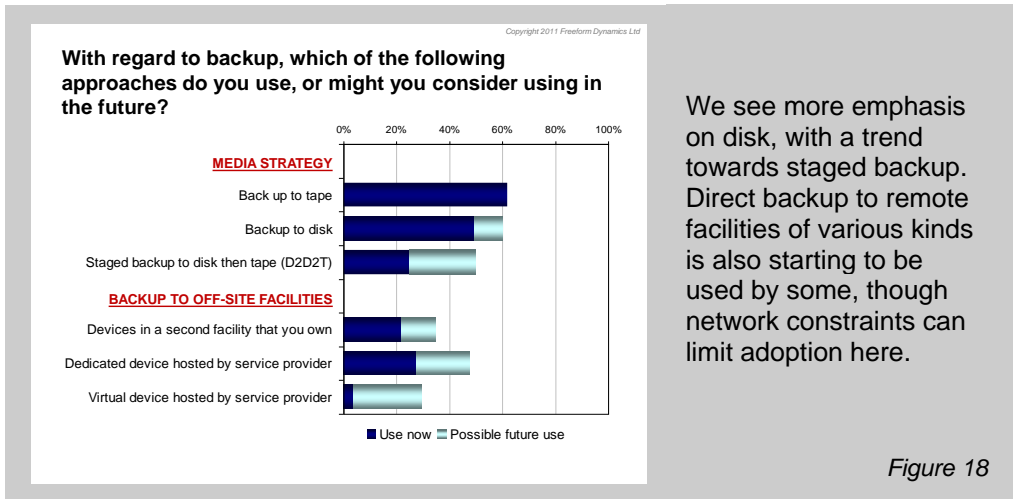 Copyright 2011 Freeform Dynamics Ltd
With regard to backup, which of the following
approaches do you use, or might you consider using in
the future?
0% 20% 40% 60% 80% 100%
MEDIA STRATEGY
Back up to tape
Backup to disk
Staged backup to disk then tape (D2D2T)
BACKUP TO OFF-SITE FACILITIES
Devices in a second facility that you own
Dedicated device hosted by service provider
Virtual device hosted by service provider
Use now Possible future use
We see more emphasis
on disk, with a trend
towards staged backup.
Direct backup to remote
facilities of various kinds
is also starting to be
used by some, though
network constraints can
limit adoption here.
Figure 18